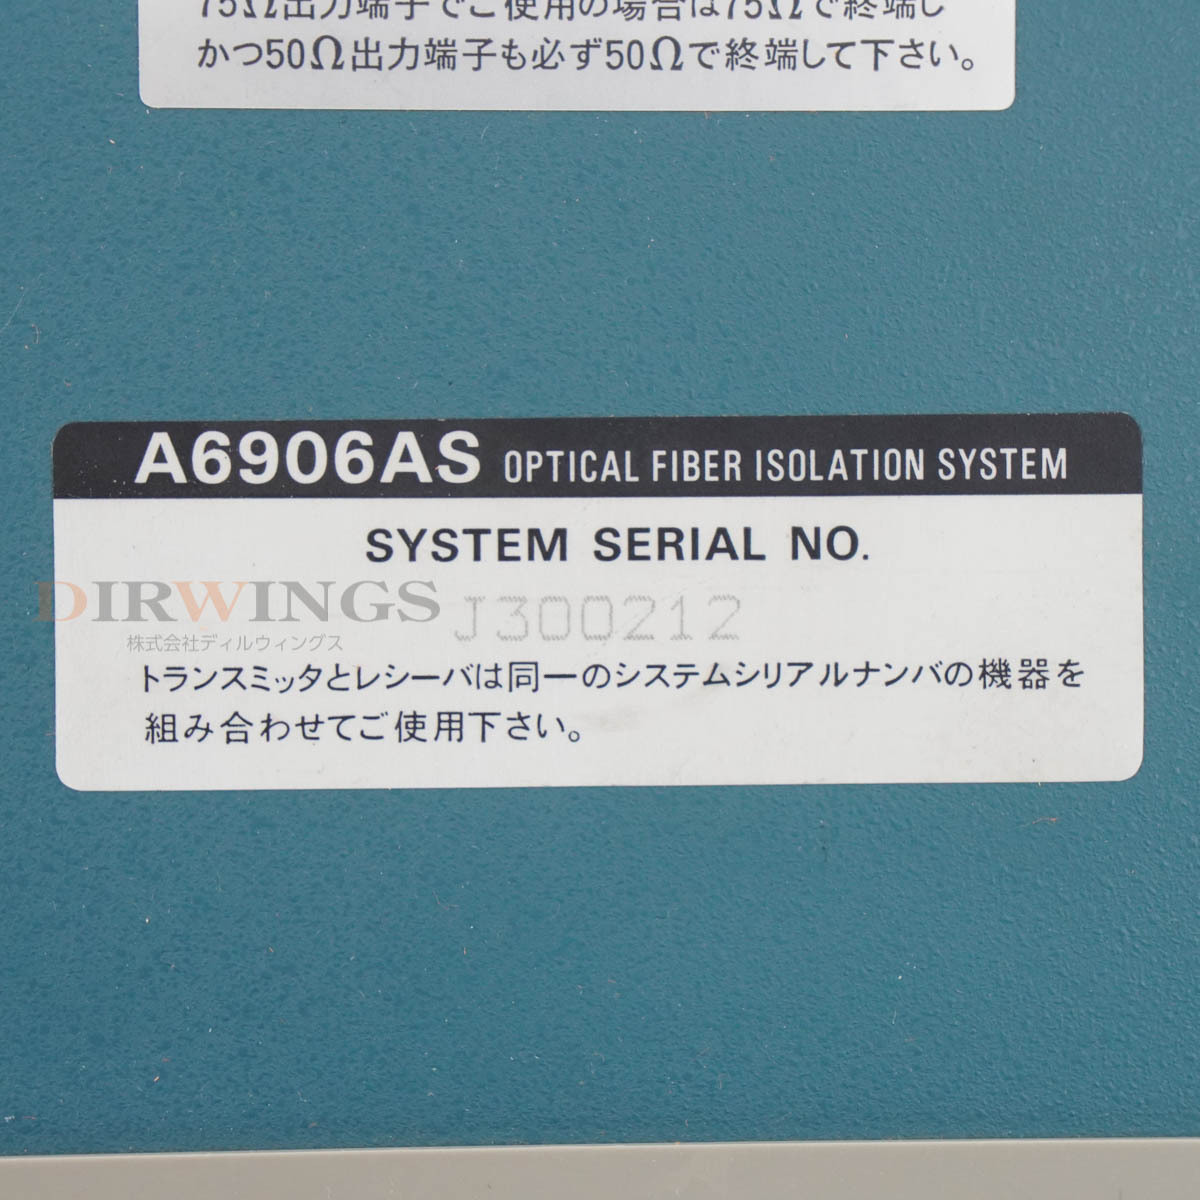 75Ω出力端子でご使用の場合は75Ωで終端し
かつ50Ω出力端子も必ず50Ωで終端して下さい。
A6906AS OPTICAL FIBER ISOLATION SYSTEM
SYSTEM SERIAL NO.
DIRWINGS
J300212
株式会社ディルウィングス
トランスミッタとレシーバは同一のシステムシリアルナンバの機器を
組み合わせてご使用下さい。